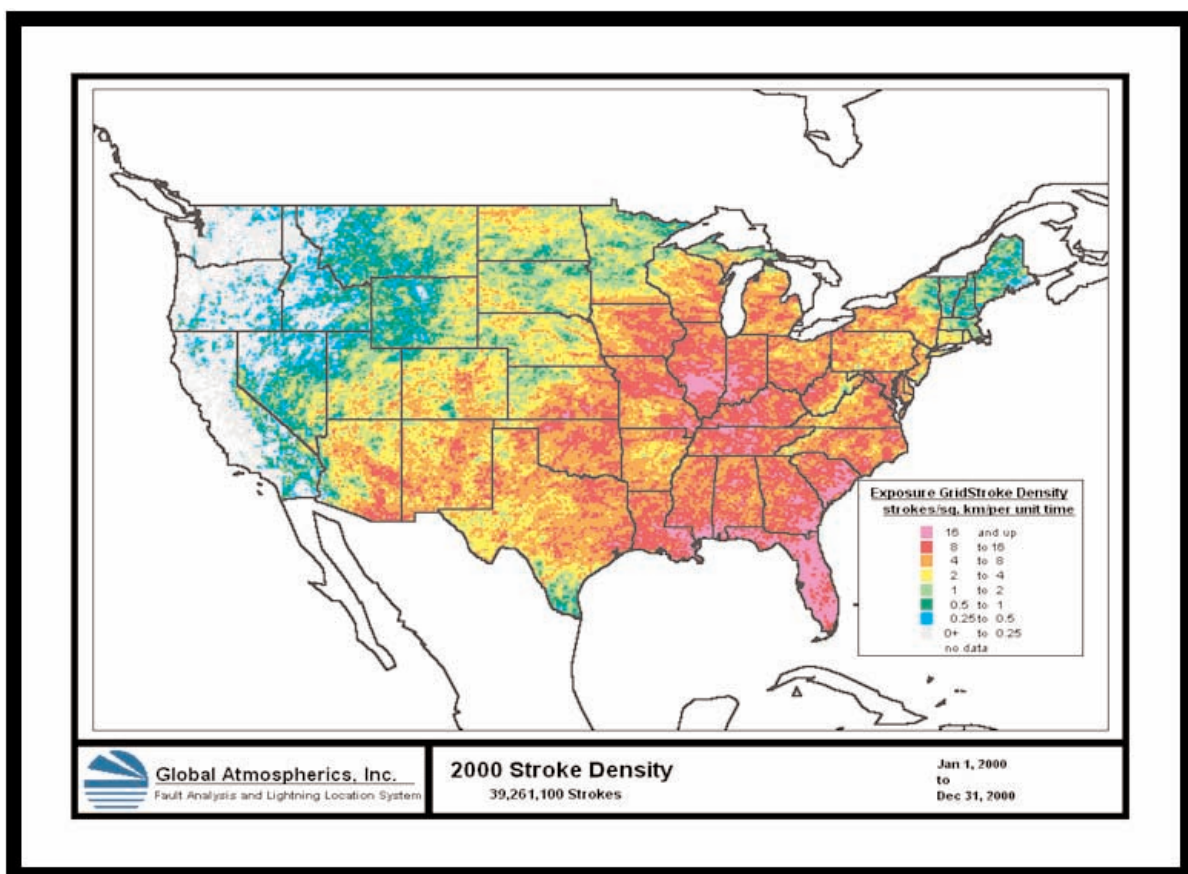 Exposure GridStroke Density
strokes/sq. km/per unit time
16 and up
8 to 16
4 to 8
2 to 4
1 to 2
0.5 to 1
0.25 to 0.5
0+ to 0.25
no data
Global Atmospherics, Inc.
Fault Analysis and Lightning Location System
2000 Stroke Density
39,261,100 Strokes
Jan 1, 2000
to
Dec 31, 2000